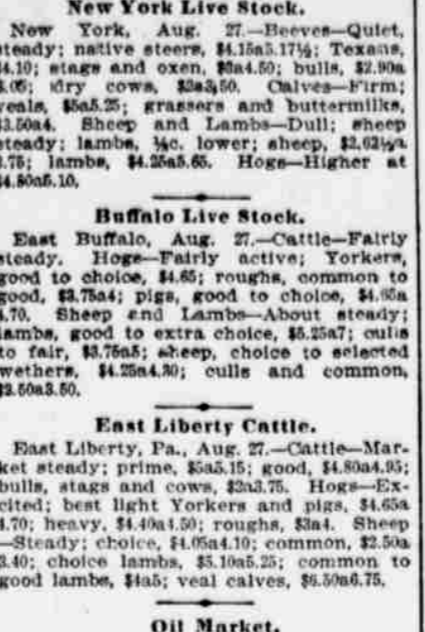 New York Live Stock.
New York, Aug. 27.—Beeves—Quiet,
steady; native steers, $4.15a5.17½; Texans,
$4.10; stags and oxen, $3a4.50; bulls, $2.90a
3.05; dry cows, $2a3.50. Calves—Firm;
veals, $5a5.25; grassers and buttermilks,
$3.50a4. Sheep and Lambs—Dull; sheep
steady; lambs, ¼c. lower; sheep, $2.62½a
3.75; lambs, $4.25a5.65. Hogs—Higher at
$4.80a5.10.
Buffalo Live Stock.
East Buffalo, Aug. 27.—Cattle—Fairly
steady. Hogs—Fairly active; Yorkers,
good to choice, $4.65; roughs, common to
good, $3.75a4; pigs, good to choice, $4.65a
4.70. Sheep and Lambs—About steady;
lambs, good to extra choice, $5.25a7; culls
to fair, $3.75a5; sheep, choice to selected
wethers, $4.25a4.30; culls and common,
$2.50a3.50.
East Liberty Cattle.
East Liberty, Pa., Aug. 27.—Cattle—Mar-
ket steady; prime, $5a5.15; good, $4.80a4.95;
bulls, stags and cows, $2a3.75. Hogs—Ex-
cited; best light Yorkers and pigs, $4.65a
4.70; heavy, $4.40a4.50; roughs, $3a4. Sheep
—Steady; choice, $4.05a4.10; common, $2.50a
3.40; choice lambs, $5.10a5.25; common to
good lambs, $4a5; veal calves, $6.50a6.75.
Oil Market.